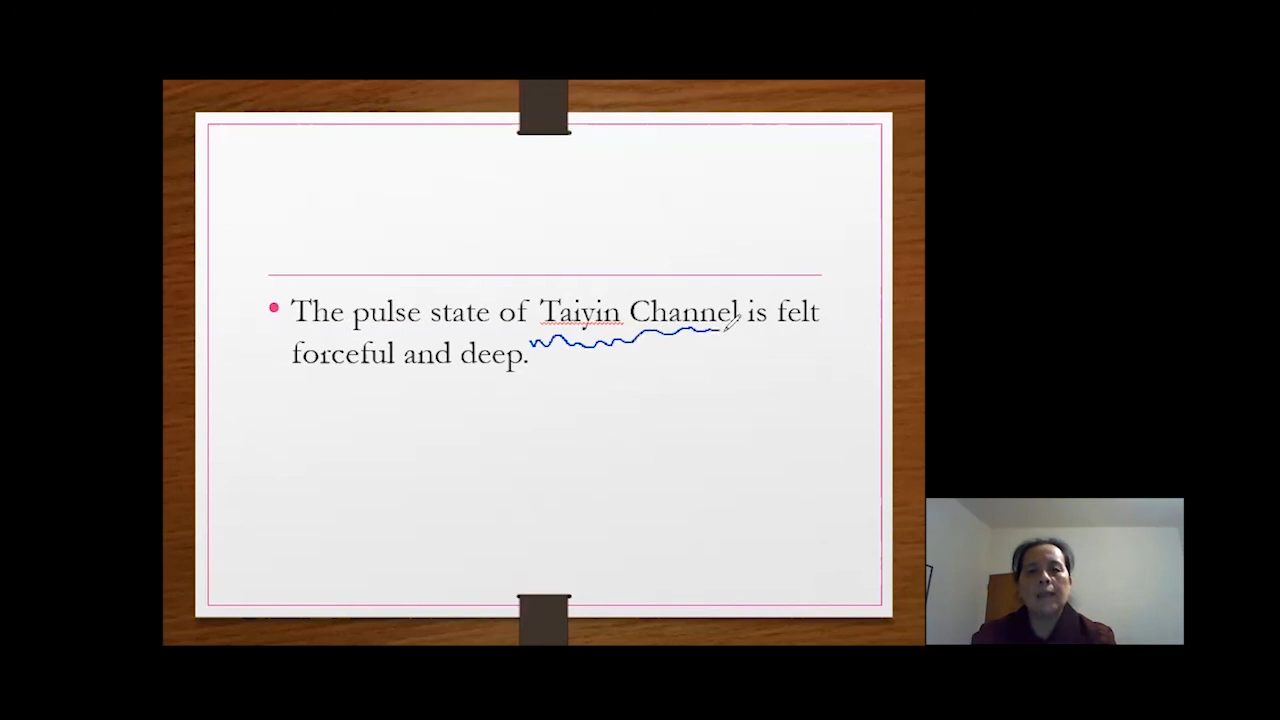 The pulse state of Taiyin Channel is felt
forceful and deep.